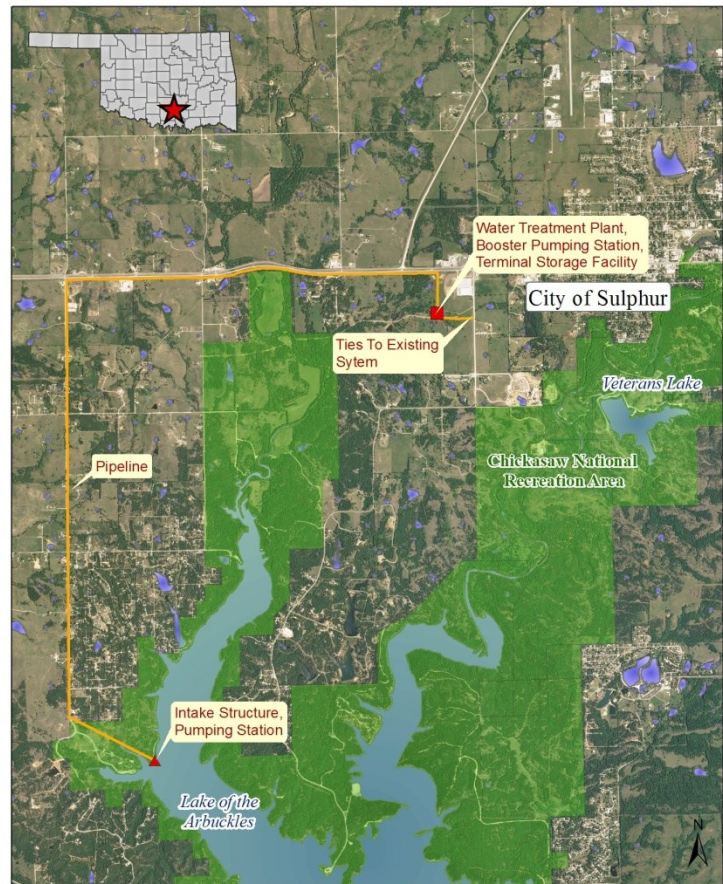 Water Treatment Plant,
Booster Pumping Station,
Terminal Storage Facility
City of Sulphur
Ties To Existing
Sytem
Veterans Lake
Pipeline
Chickasaw National
Recreation Area
Intake Structure,
Pumping Station
Lake of the
Arbuckles
N